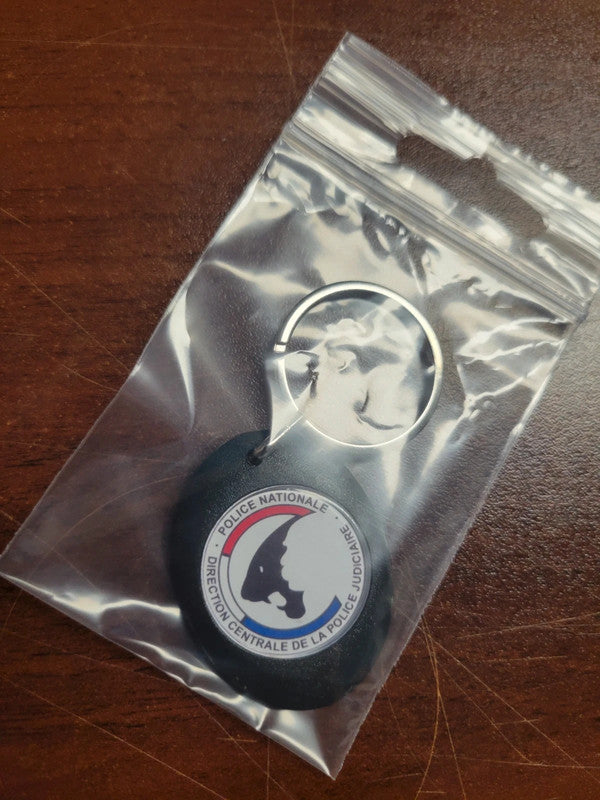 · POLICE NATIONALE ·
DIRECTION CENTRALE DE LA POLICE JUDICIAIRE